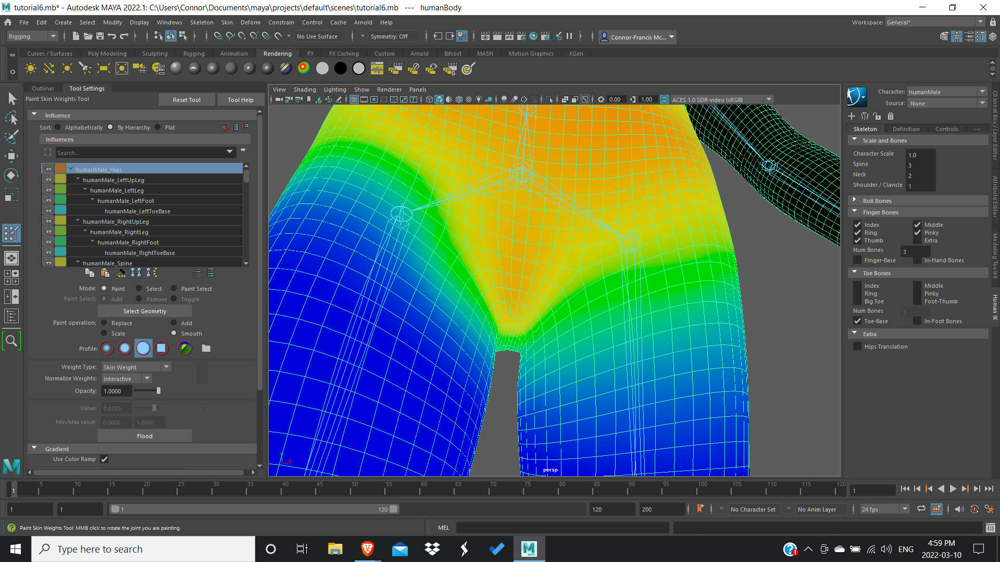 tutorial6.mb* - Autodesk MAYA 2022.1: C:\Users\Connor\Documents\maya\projects\default\scenes\tutorial6.mb --- humanBody
File Edit Create Select Modify Display Windows Skeleton Skin Deform Constrain Control Cache Arnold Help
Workspace: General*
Rigging
No Live Surface
Symmetry: Off
Connor-Francis Mc...
Curves / Surfaces Poly Modeling Sculpting Rigging Animation Rendering FX FX Caching Custom Arnold Bifrost MASH Motion Graphics XGen
Outliner Tool Settings
Paint Skin Weights Tool
Reset Tool Tool Help
Influence
Sort: Alphabetically By Hierarchy Flat
Influences
Search...
humanMale_Hips
humanMale_LeftUpLeg
humanMale_LeftLeg
humanMale_LeftFoot
humanMale_LeftToeBase
humanMale_RightUpLeg
humanMale_RightLeg
humanMale_RightFoot
humanMale_RightToeBase
humanMale_Spine
Mode: Paint Select Paint Select
Paint Select: Add Remove Toggle
Select Geometry
Paint operation: Replace Add
Scale Smooth
Profile:
Weight Type: Skin Weight
Normalize Weights: Interactive
Opacity: 1.0000
Value: 0.8285
Min/Max value: 0.0000 1.0000
Flood
Gradient
Use Color Ramp
View Shading Lighting Show Renderer Panels
0.00 1.00 ON ACES 1.0 SDR-video (sRGB)
y
x
persp
Character: humanMale
Source: None
Skeleton Definition Controls ---
Scale and Bones
Character Scale 1.0
Spine 3
Neck 2
Shoulder / Clavicle 1
Roll Bones
Finger Bones
Index Middle
Ring Pinky
Thumb Extra
Num Bones 3
Finger-Base In-Hand Bones
Toe Bones
Index Middle
Ring Pinky
Big Toe Foot-Thumb
Num Bones 3
Toe-Base In-Foot Bones
Extra
Hips Translation
Channel Box / Layer Editor
Attribute Editor
Modeling Toolkit
Human IK
1 5 10 15 20 25 30 35 40 45 50 55 60 65 70 75 80 85 90 95 100 105 110 115 120
1
1 1 1 120 120 200 No Character Set No Anim Layer 24 fps
Paint Skin Weights Tool: MMB click to rotate the joint you are painting.
MEL
Type here to search
MAYA
ENG
4:59 PM
2022-03-10